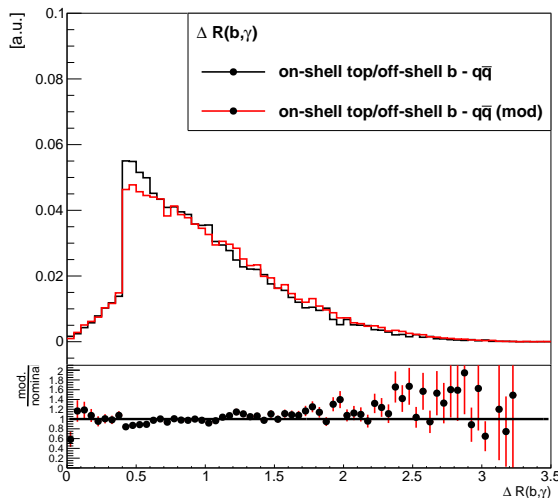 [a.u.]
0.1
0.08
0.06
0.04
0.02
0
Δ R(b,γ)
on-shell top/off-shell b - qq̅
on-shell top/off-shell b - qq̅ (mod)
mod.
nomina
2
1.8
1.6
1.4
1.2
1
0.8
0.6
0.4
0.2
0
0 0.5 1 1.5 2 2.5 3 3.5
Δ R(b,γ)